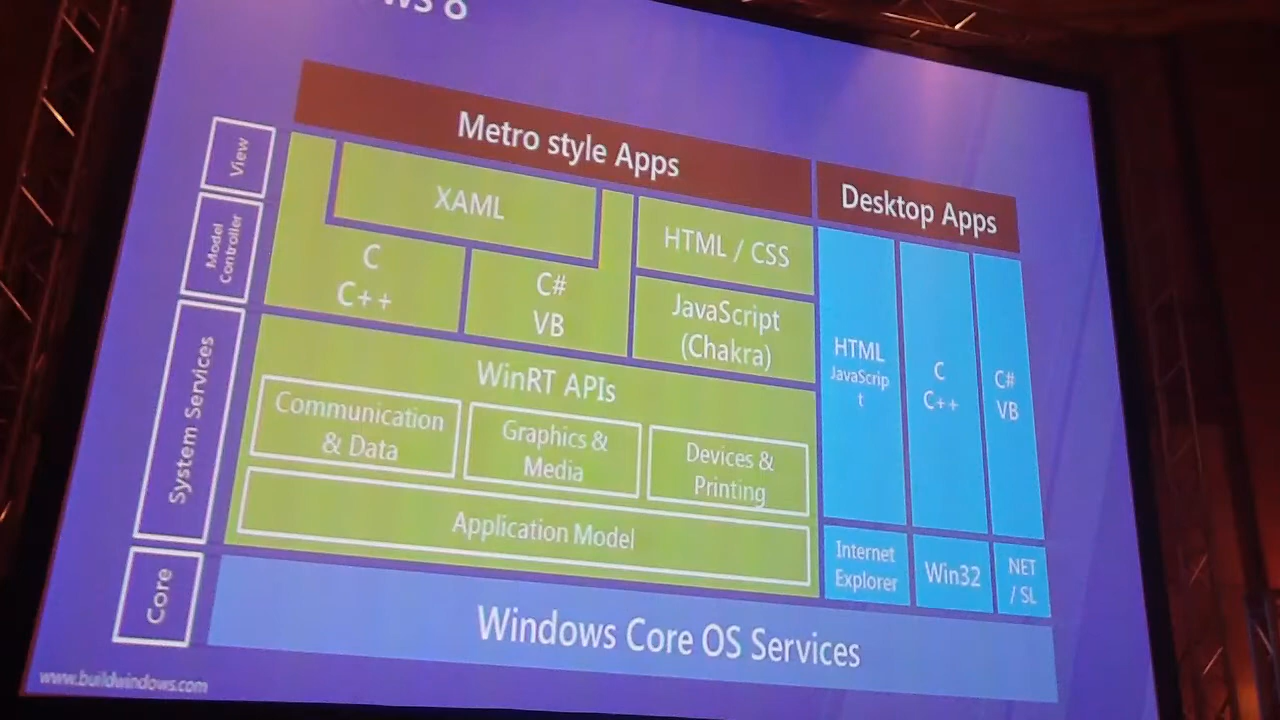 ws 8
Metro style Apps
Desktop Apps
View
Model
Controller
System Services
Core
XAML
C
C++
C#
VB
HTML / CSS
JavaScript
(Chakra)
WinRT APIs
Communication
& Data
Graphics &
Media
Devices &
Printing
Application Model
HTML
JavaScrip
t
C
C++
C#
VB
Internet
Explorer
Win32
NET
/ SL
Windows Core OS Services
www.buildwindows.com